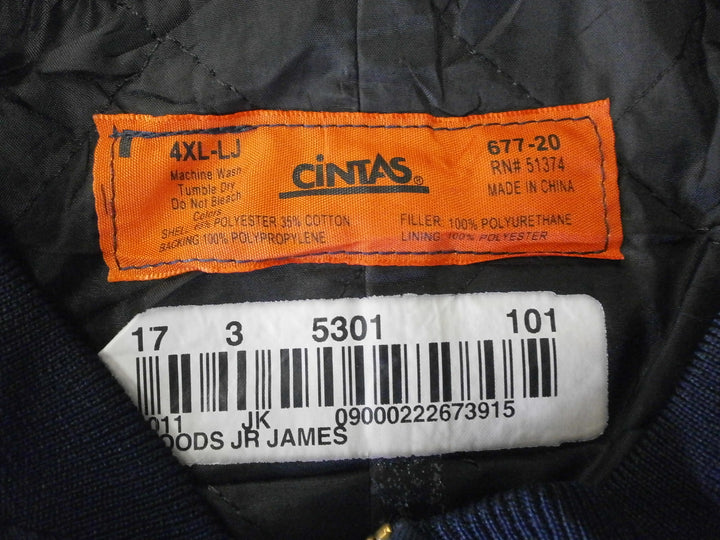 4XL-LJ
Machine Wash
Tumble Dry
Do Not Bleach
Colors
SHELL: 65% POLYESTER 35% COTTON
BACKING 100% POLYPROPYLENE
CINTAS®
677-20
RN# 51374
MADE IN CHINA
FILLER: 100% POLYURETHANE
LINING 100% POLYESTER
17 3 5301 101
011 JK 09000222673915
OODS JR JAMES